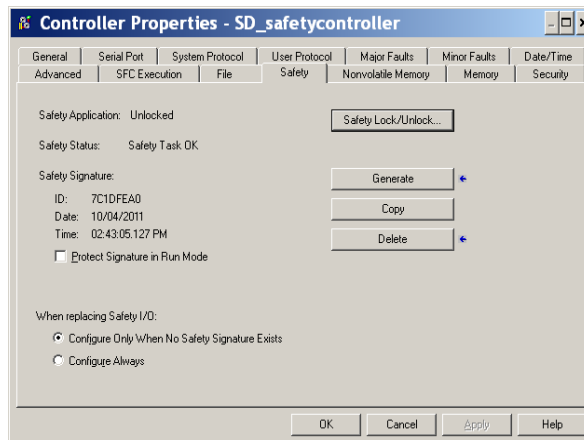 Controller Properties - SD_safetycontroller
General Serial Port System Protocol User Protocol Major Faults Minor Faults Date/Time
Advanced SFC Execution File Safety Nonvolatile Memory Memory Security
Safety Application: Unlocked Safety Lock/Unlock...
Safety Status: Safety Task OK
Safety Signature: Generate
ID: 7C1DFEA0
Date: 10/04/2011 Copy
Time: 02:43:05.127 PM
Delete
Protect Signature in Run Mode
When replacing Safety I/O:
Configure Only When No Safety Signature Exists
Configure Always
OK Cancel Apply Help